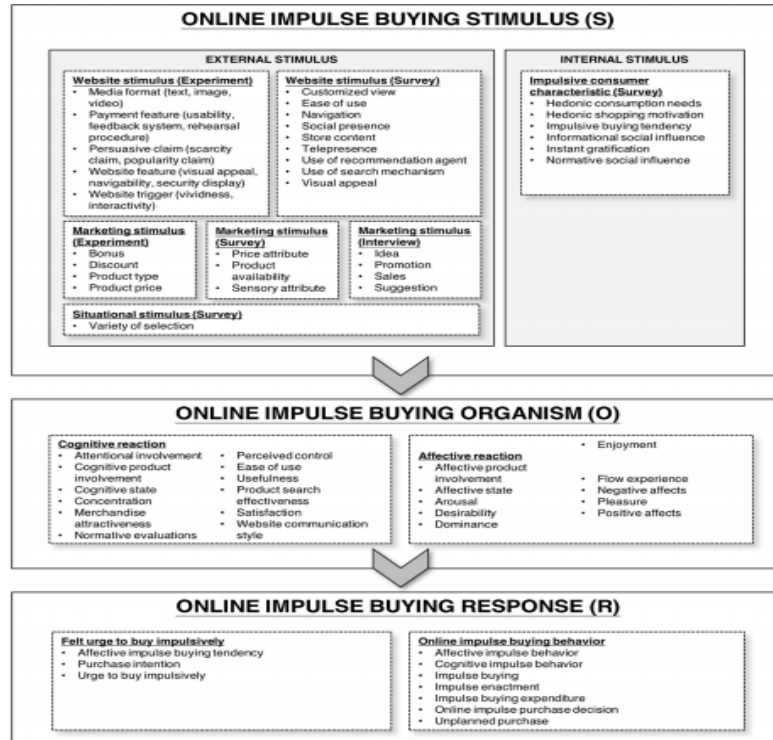 ONLINE IMPULSE BUYING STIMULUS (S)
EXTERNAL STIMULUS
Website stimulus (Experiment)
• Media format (text, image,
video)
• Payment feature (usability,
feedback system, rehearsal
procedure)
• Persuasive claim (scarcity
claim, popularity claim)
• Website feature (visual appeal,
navigability, security display)
• Website trigger (vividness,
interactivity)
Website stimulus (Survey)
• Customized view
• Ease of use
• Navigation
• Social presence
• Store content
• Telepresence
• Use of recommendation agent
• Use of search mechanism
• Visual appeal
Marketing stimulus
(Experiment)
• Bonus
• Discount
• Product type
• Product price
Marketing stimulus
(Survey)
• Price attribute
• Product
availability
• Sensory attribute
Marketing stimulus
(Interview)
• Idea
• Promotion
• Sales
• Suggestion
Situational stimulus (Survey)
• Variety of selection
INTERNAL STIMULUS
Impulsive consumer
characteristic (Survey)
• Hedonic consumption needs
• Hedonic shopping motivation
• Impulsive buying tendency
• Informational social influence
• Instant gratification
• Normative social influence
ONLINE IMPULSE BUYING ORGANISM (O)
Cognitive reaction
• Attentional involvement
• Cognitive product
involvement
• Cognitive state
• Concentration
• Merchandise
attractiveness
• Normative evaluations
• Perceived control
• Ease of use
• Usefulness
• Product search
effectiveness
• Satisfaction
• Website communication
style
Affective reaction
• Affective product
involvement
• Affective state
• Arousal
• Desirability
• Dominance
• Enjoyment
• Flow experience
• Negative affects
• Pleasure
• Positive affects
ONLINE IMPULSE BUYING RESPONSE (R)
Felt urge to buy impulsively
• Affective impulse buying tendency
• Purchase intention
• Urge to buy impulsively
Online impulse buying behavior
• Affective impulse behavior
• Cognitive impulse behavior
• Impulse buying
• Impulse enactment
• Impulse buying expenditure
• Online impulse purchase decision
• Unplanned purchase